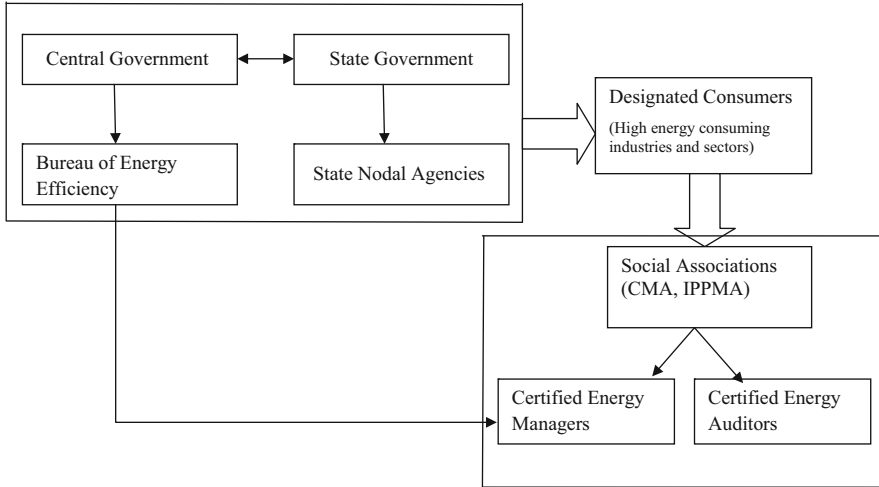 Central Government
State Government
Bureau of Energy
Efficiency
State Nodal Agencies
Designated Consumers
(High energy consuming
industries and sectors)
Social Associations
(CMA, IPPMA)
Certified Energy
Managers
Certified Energy
Auditors